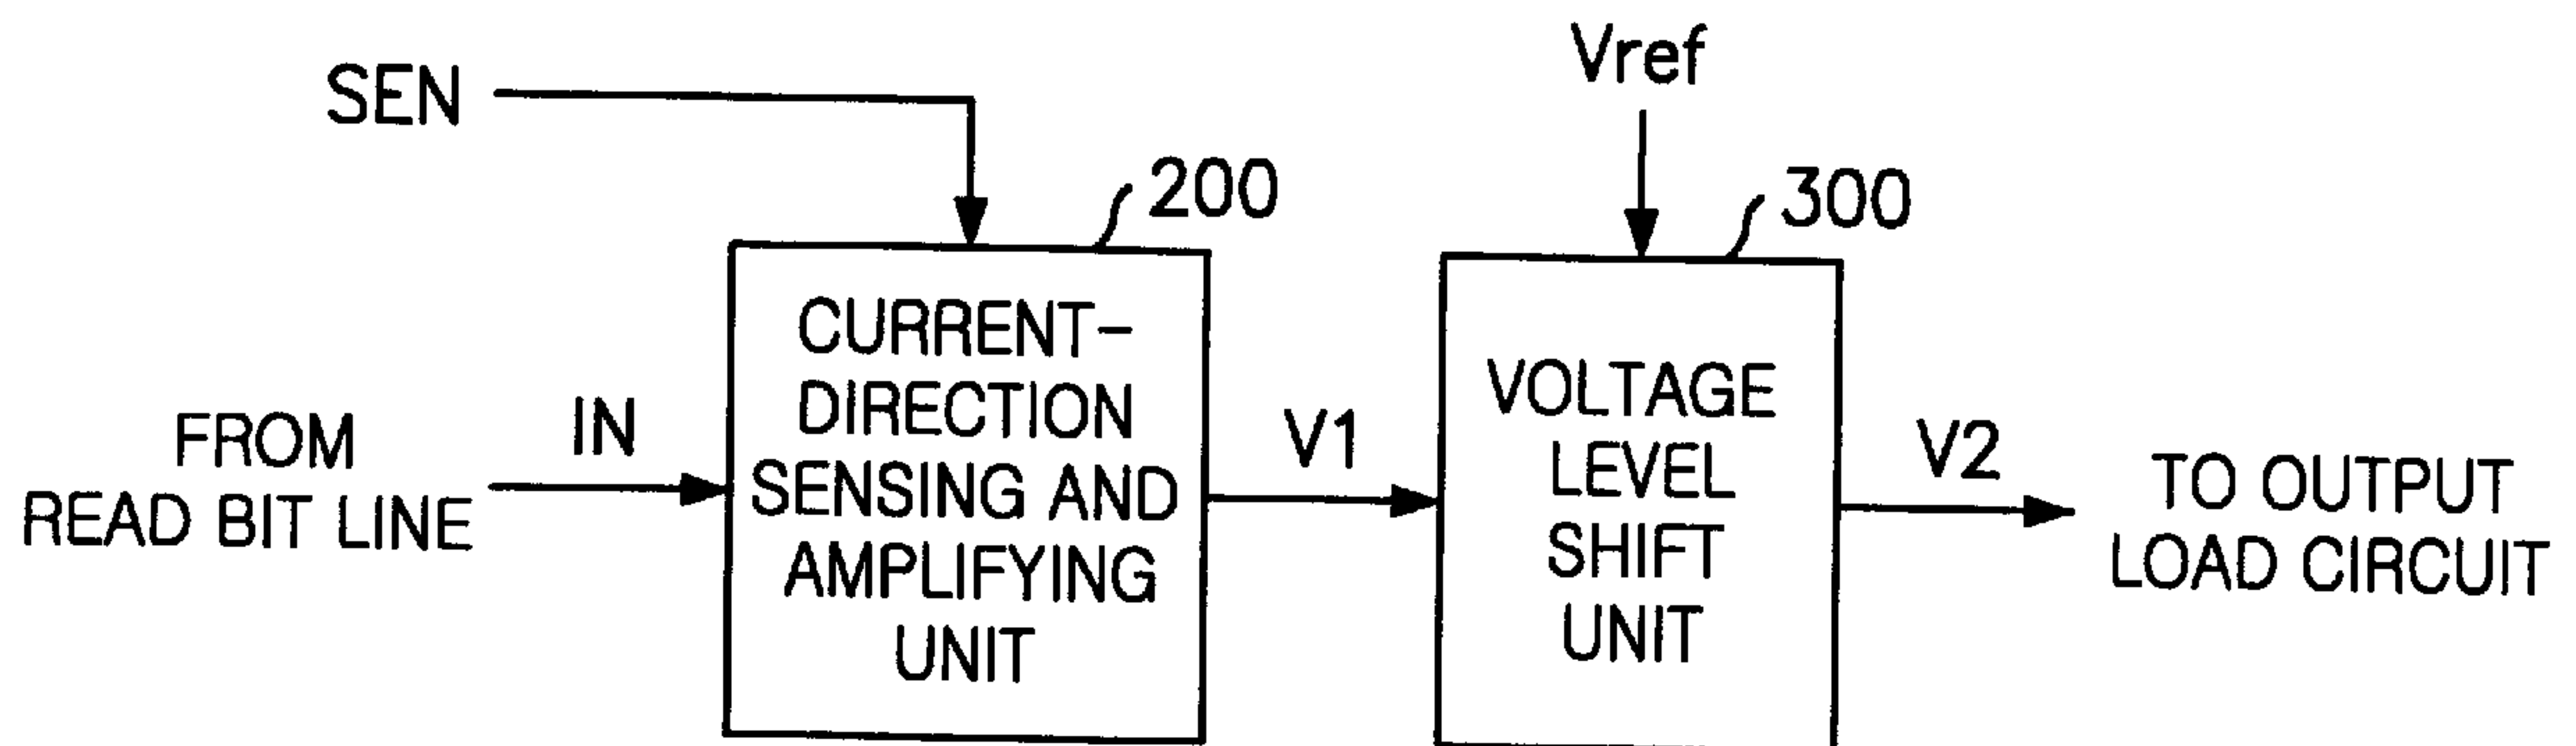 SEN
Vref
200
300
FROM
READ BIT LINE
IN
CURRENT-
DIRECTION
SENSING AND
AMPLIFYING
UNIT
V1
VOLTAGE
LEVEL
SHIFT
UNIT
V2
TO OUTPUT
LOAD CIRCUIT